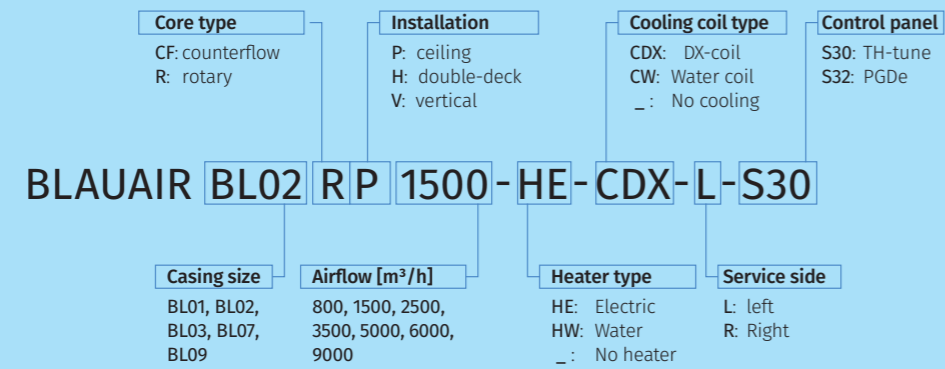 Core type
CF: counterflow
R: rotary
Installation
P: ceiling
H: double-deck
V: vertical
Cooling coil type
CDX: DX-coil
CW: Water coil
_ : No cooling
Control panel
S30: TH-tune
S32: PGDe
BLAUAIR BL02 R P 1500-HE-CDX-L-S30
Casing size
BL01, BL02,
BL03, BL07,
BL09
Airflow [m³/h]
800, 1500, 2500,
3500, 5000, 6000,
9000
Heater type
HE: Electric
HW: Water
_ : No heater
Service side
L: left
R: Right